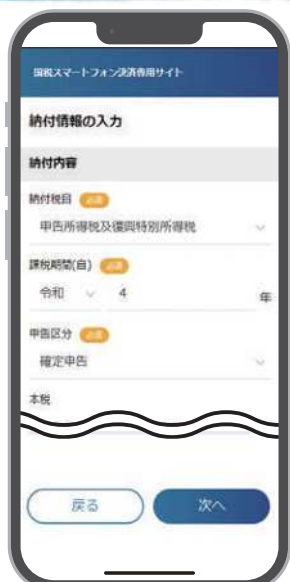 国税スマートフォン決済専用サイト
納付情報の入力
納付内容
納付税目 必須
申告所得税及復興特別所得税
課税期間(自) 必須
令和 4 年
申告区分 必須
確定申告
本税
戻る 次へ